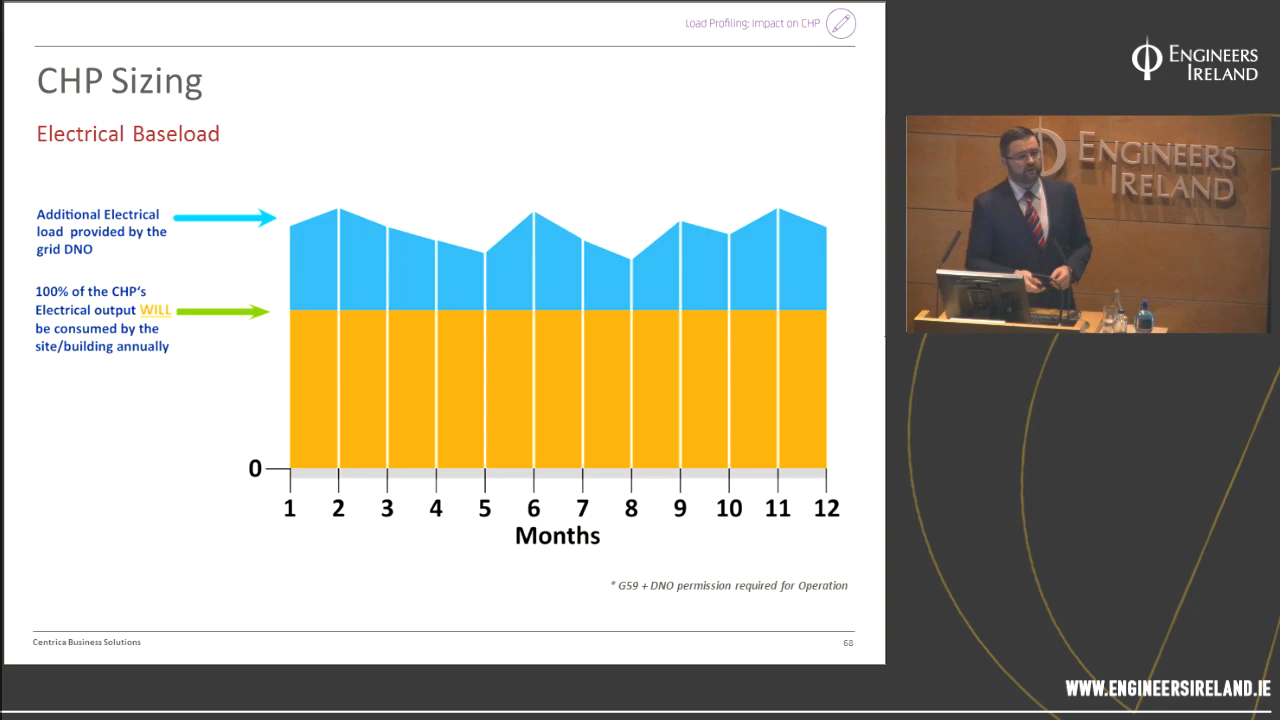 Load Profiling: Impact on CHP
CHP Sizing
Electrical Baseload
Additional Electrical
load provided by the
grid DNO
100% of the CHP's
Electrical output WILL
be consumed by the
site/building annually
0
1 2 3 4 5 6 7 8 9 10 11 12
Months
* G59 + DNO permission required for Operation
Centrica Business Solutions
68
ENGINEERS
IRELAND
ENGINEERS
IRELAND
WWW.ENGINEERSIRELAND.IE